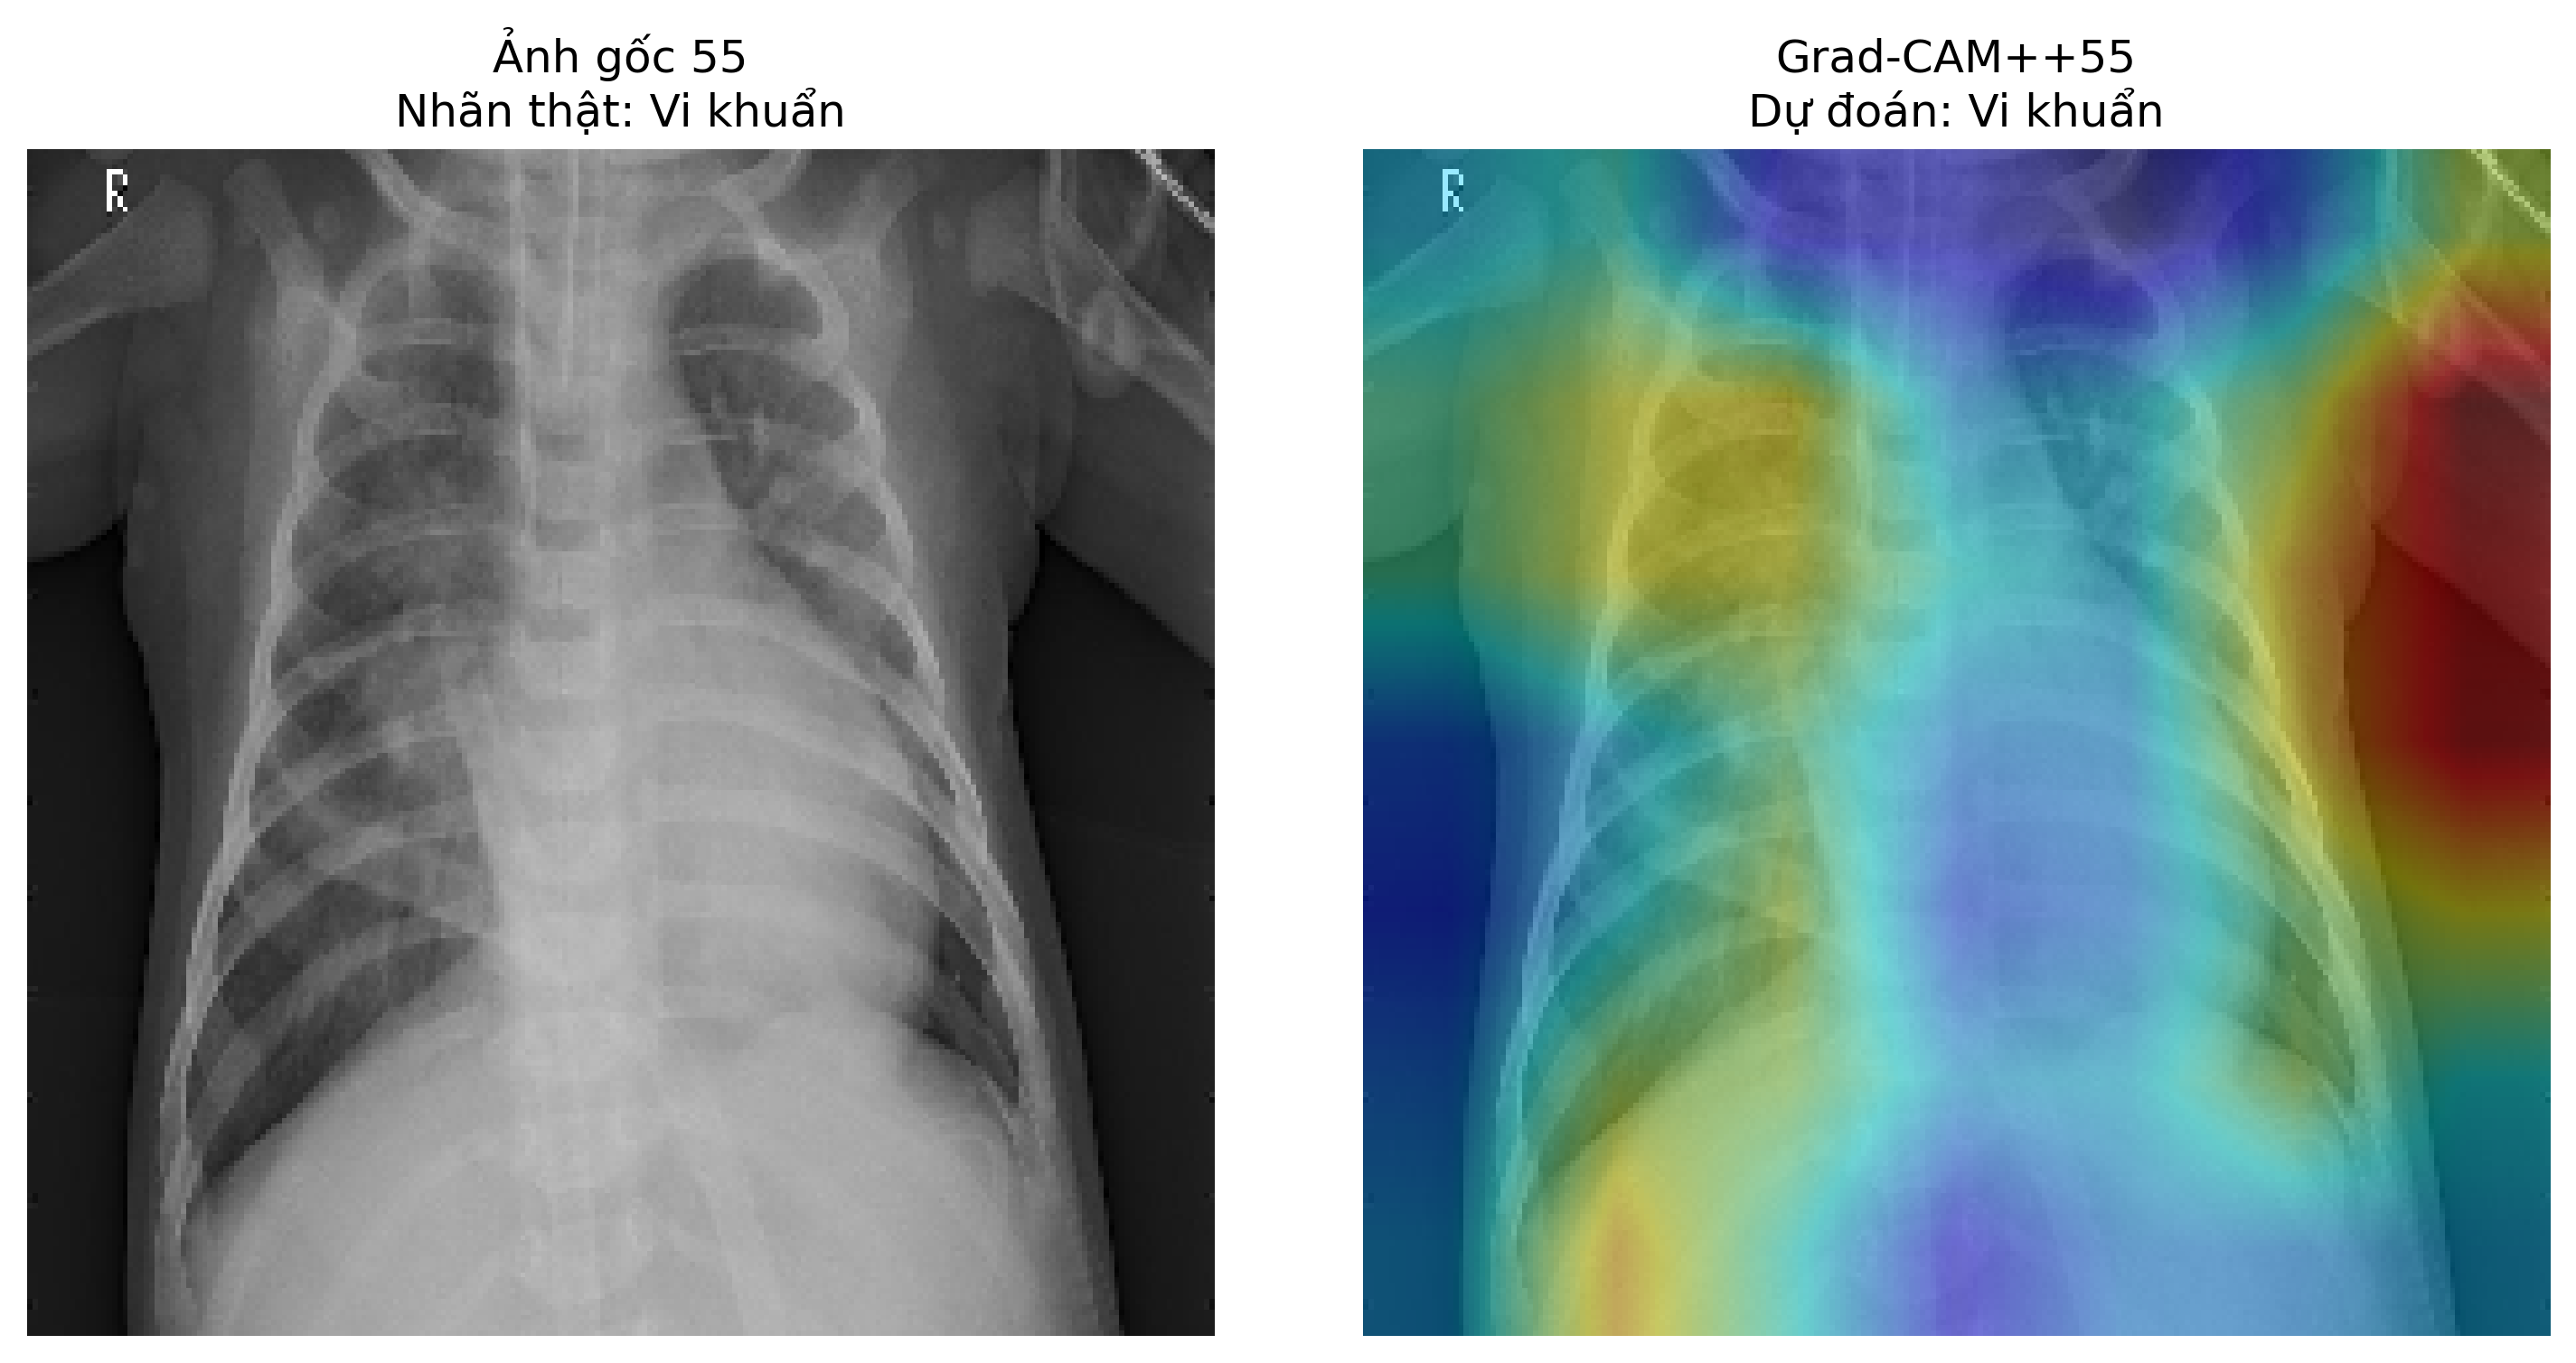 Ảnh gốc 55
Nhãn thật: Vi khuẩn
Grad-CAM++55
Dự đoán: Vi khuẩn
R
R